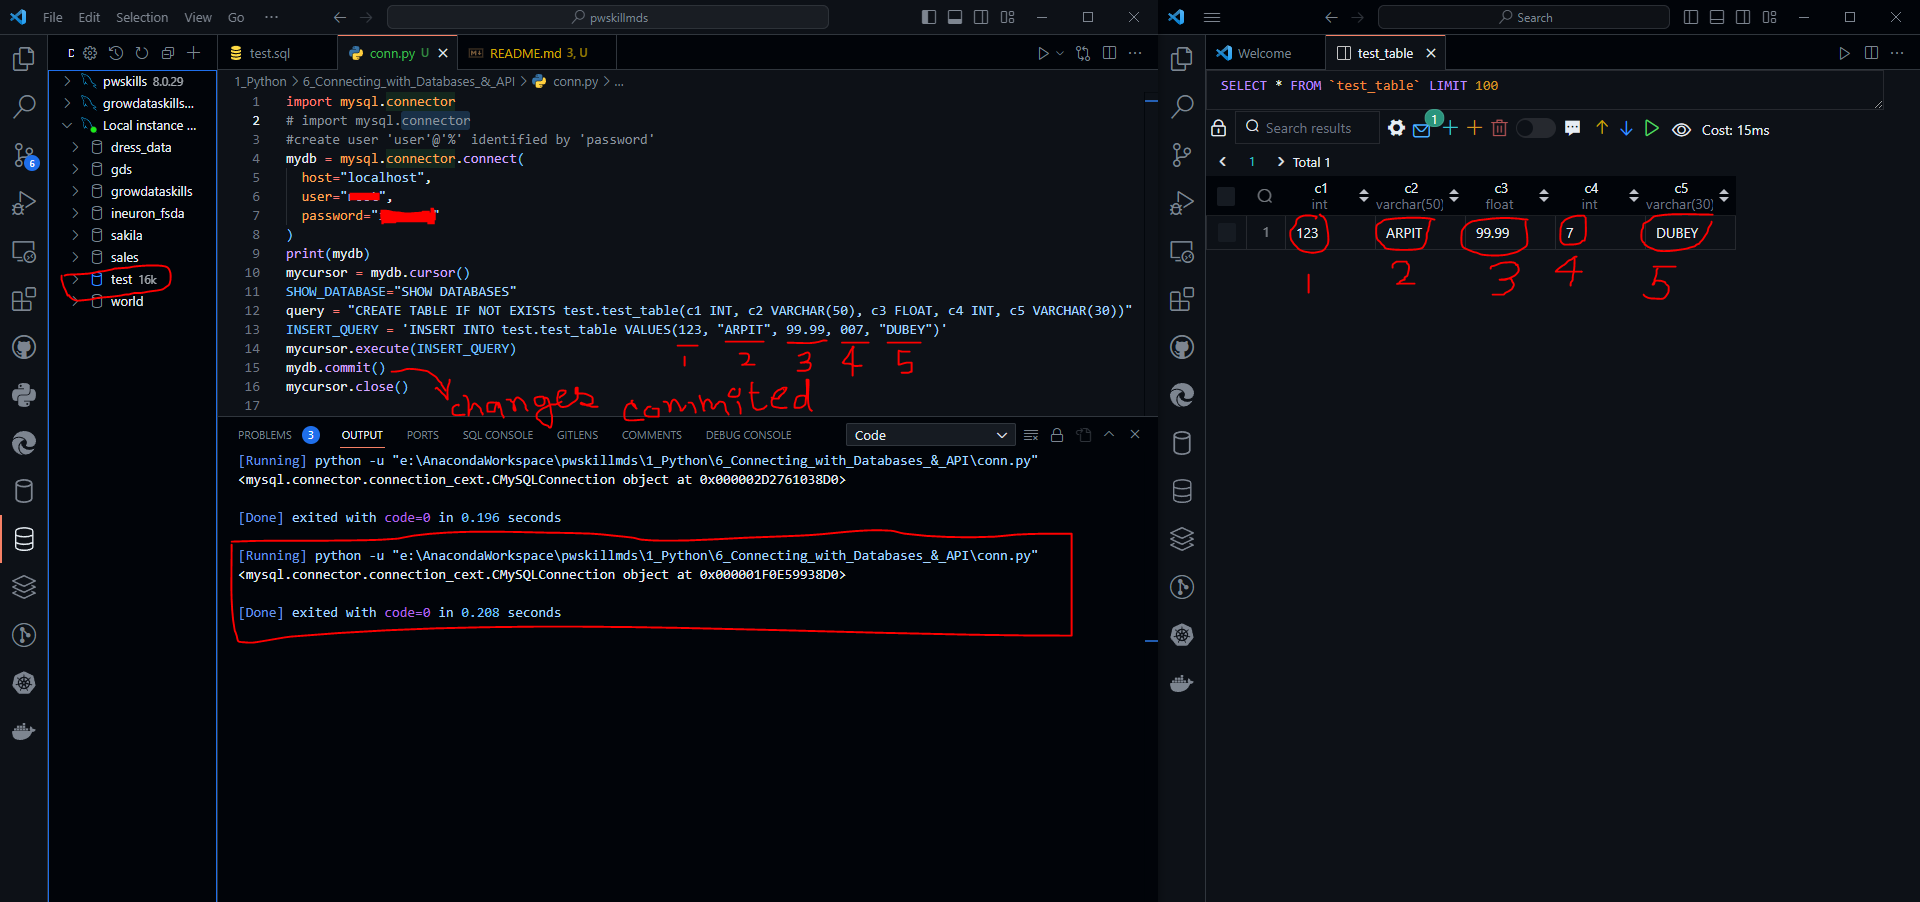 File Edit Selection View Go ··· pwskillmds
Search
test.sql
conn.py U
README.md 3, U
Welcome
test_table
pwskills 8.0.29
growdataskills...
Local instance ...
dress_data
gds
growdataskills
ineuron_fsda
sakila
sales
test 16k
world
6
1_Python > 6_Connecting_with_Databases_&_API > conn.py > ...
1 import mysql.connector
2 # import mysql.connector
3 #create user 'user'@'%' identified by 'password'
4 mydb = mysql.connector.connect(
5 host="localhost",
6 user=" ",
7 password=" "
8 )
9 print(mydb)
10 mycursor = mydb.cursor()
11 SHOW_DATABASE="SHOW DATABASES"
12 query = "CREATE TABLE IF NOT EXISTS test.test_table(c1 INT, c2 VARCHAR(50), c3 FLOAT, c4 INT, c5 VARCHAR(30))"
13 INSERT_QUERY = 'INSERT INTO test.test_table VALUES(123, "ARPIT", 99.99, 007, "DUBEY")'
14 mycursor.execute(INSERT_QUERY)
1 2 3 4 5
15 mydb.commit()
16 mycursor.close()
changes commited
17
PROBLEMS 3 OUTPUT PORTS SQL CONSOLE GITLENS COMMENTS DEBUG CONSOLE Code
[Running] python -u "e:\AnacondaWorkspace\pwskillmds\1_Python\6_Connecting_with_Databases_&_API\conn.py"
<mysql.connector.connection_cext.CMySQLConnection object at 0x000002D2761038D0>
[Done] exited with code=0 in 0.196 seconds
[Running] python -u "e:\AnacondaWorkspace\pwskillmds\1_Python\6_Connecting_with_Databases_&_API\conn.py"
<mysql.connector.connection_cext.CMySQLConnection object at 0x000001F0E59938D0>
[Done] exited with code=0 in 0.208 seconds
SELECT * FROM `test_table` LIMIT 100
Search results 1 Cost: 15ms
< 1 > Total 1
c1 c2 c3 c4 c5
int varchar(50) float int varchar(30)
1 123 ARPIT 99.99 7 DUBEY
1 2 3 4 5